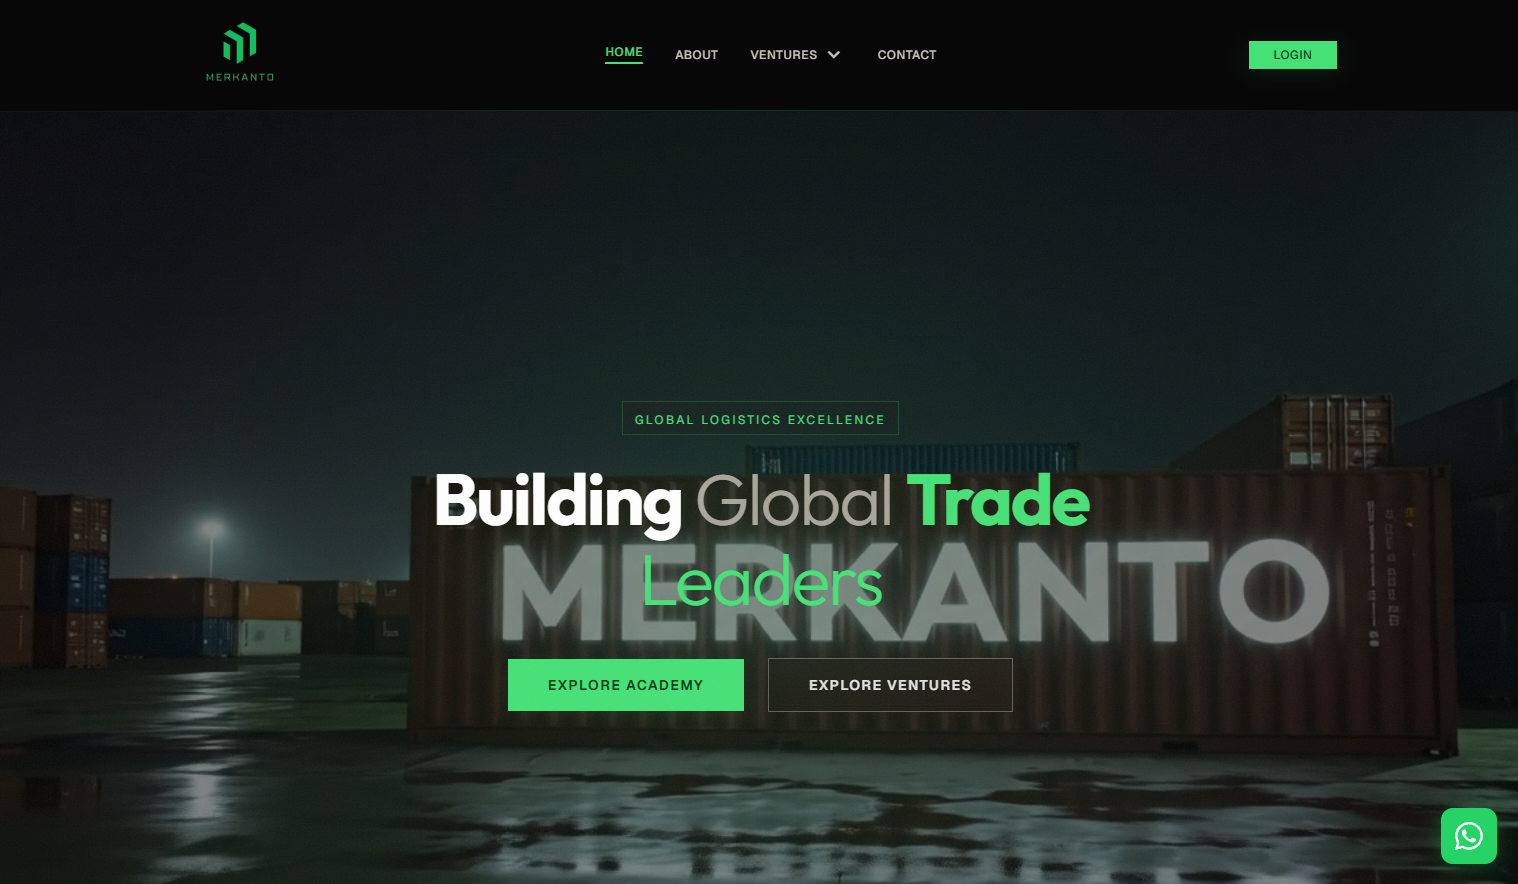 MERKANTO
HOME
ABOUT
VENTURES
CONTACT
LOGIN
GLOBAL LOGISTICS EXCELLENCE
Building Global Trade
Leaders
MERKANTO
EXPLORE ACADEMY
EXPLORE VENTURES